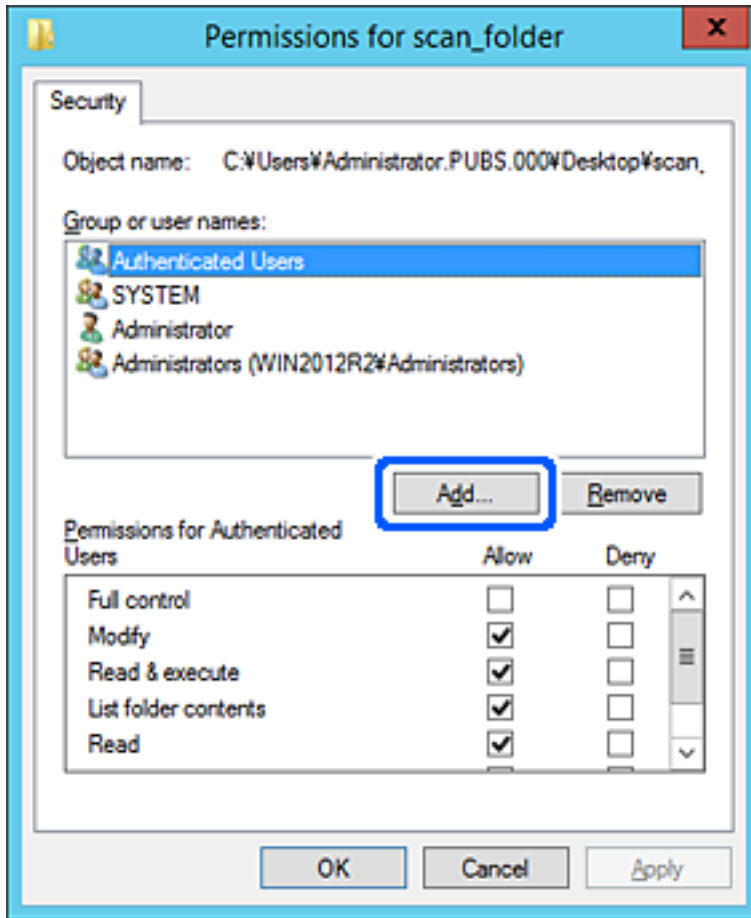 Permissions for scan_folder
x
Security
Object name: C:¥Users¥Administrator.PUBS.000¥Desktop¥scan_
Group or user names:
Authenticated Users
SYSTEM
Administrator
Administrators (WIN2012R2¥Administrators)
Add... Remove
Permissions for Authenticated
Users Allow Deny
Full control
Modify
Read & execute
List folder contents
Read
OK Cancel Apply